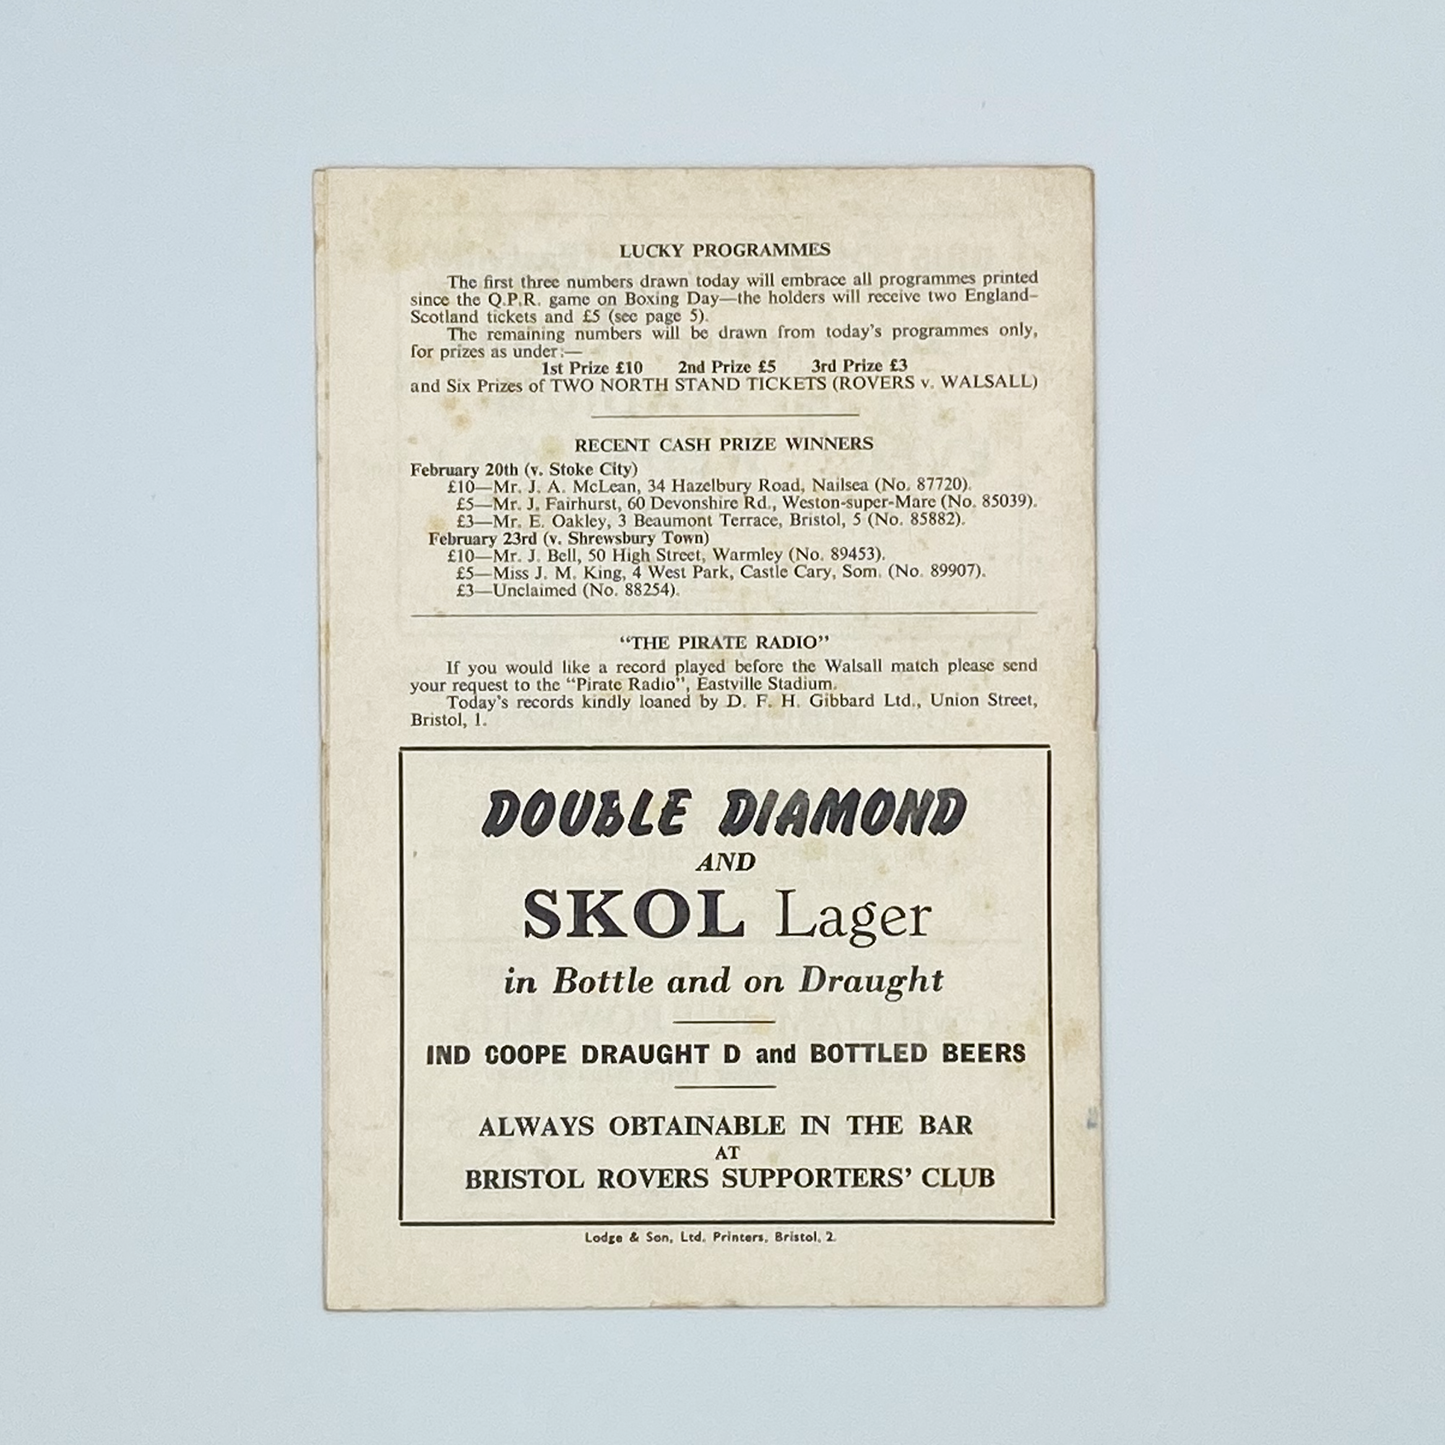 LUCKY PROGRAMMES
The first three numbers drawn today will embrace all programmes printed
since the Q.P.R. game on Boxing Day—the holders will receive two England–
Scotland tickets and £5 (see page 5).
The remaining numbers will be drawn from today's programmes only,
for prizes as under:—
1st Prize £10 2nd Prize £5 3rd Prize £3
and Six Prizes of TWO NORTH STAND TICKETS (ROVERS v. WALSALL)
RECENT CASH PRIZE WINNERS
February 20th (v. Stoke City)
£10—Mr. J. A. McLean, 34 Hazelbury Road, Nailsea (No. 87720).
£5—Mr. J. Fairhurst, 60 Devonshire Rd., Weston-super-Mare (No. 85039).
£3—Mr. E. Oakley, 3 Beaumont Terrace, Bristol, 5 (No. 85882).
February 23rd (v. Shrewsbury Town)
£10—Mr. J. Bell, 50 High Street, Warmley (No. 89453).
£5—Miss J. M. King, 4 West Park, Castle Cary, Som. (No. 89907).
£3—Unclaimed (No. 88254).
"THE PIRATE RADIO"
If you would like a record played before the Walsall match please send
your request to the "Pirate Radio", Eastville Stadium.
Today's records kindly loaned by D. F. H. Gibbard Ltd., Union Street,
Bristol, 1.
DOUBLE DIAMOND
AND
SKOL Lager
in Bottle and on Draught
IND COOPE DRAUGHT D and BOTTLED BEERS
ALWAYS OBTAINABLE IN THE BAR
AT
BRISTOL ROVERS SUPPORTERS' CLUB
Lodge & Son, Ltd. Printers, Bristol, 2.